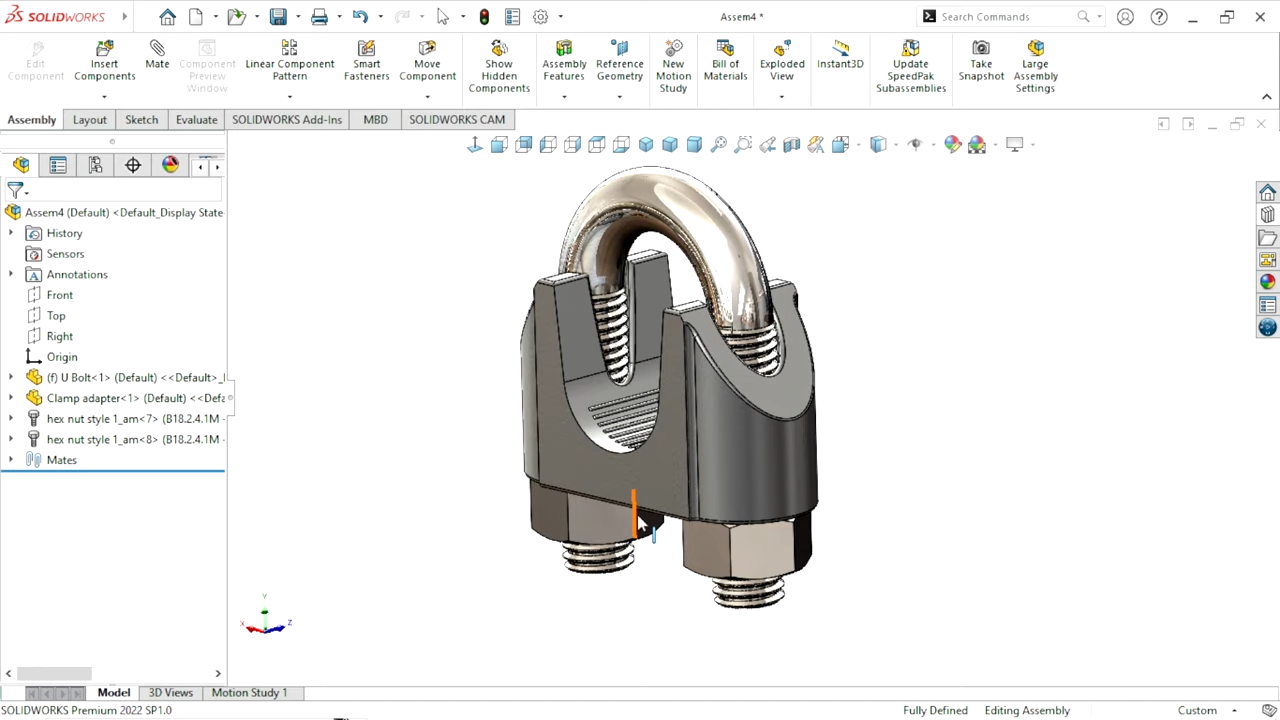 SOLIDWORKS
Assem4 *
Search Commands
Edit Component
Insert Components
Mate
Component Preview Window
Linear Component Pattern
Smart Fasteners
Move Component
Show Hidden Components
Assembly Features
Reference Geometry
New Motion Study
Bill of Materials
Exploded View
Instant3D
Update SpeedPak Subassemblies
Take Snapshot
Large Assembly Settings
Assembly
Layout
Sketch
Evaluate
SOLIDWORKS Add-Ins
MBD
SOLIDWORKS CAM
Assem4 (Default) <Default_Display State
History
Sensors
Annotations
Front
Top
Right
Origin
(f) U Bolt<1> (Default) <<Default>_
Clamp adapter<1> (Default) <<Defa
hex nut style 1_am<7> (B18.2.4.1M -
hex nut style 1_am<8> (B18.2.4.1M -
Mates
Y
X
Z
Model
3D Views
Motion Study 1
SOLIDWORKS Premium 2022 SP1.0
Fully Defined
Editing Assembly
Custom